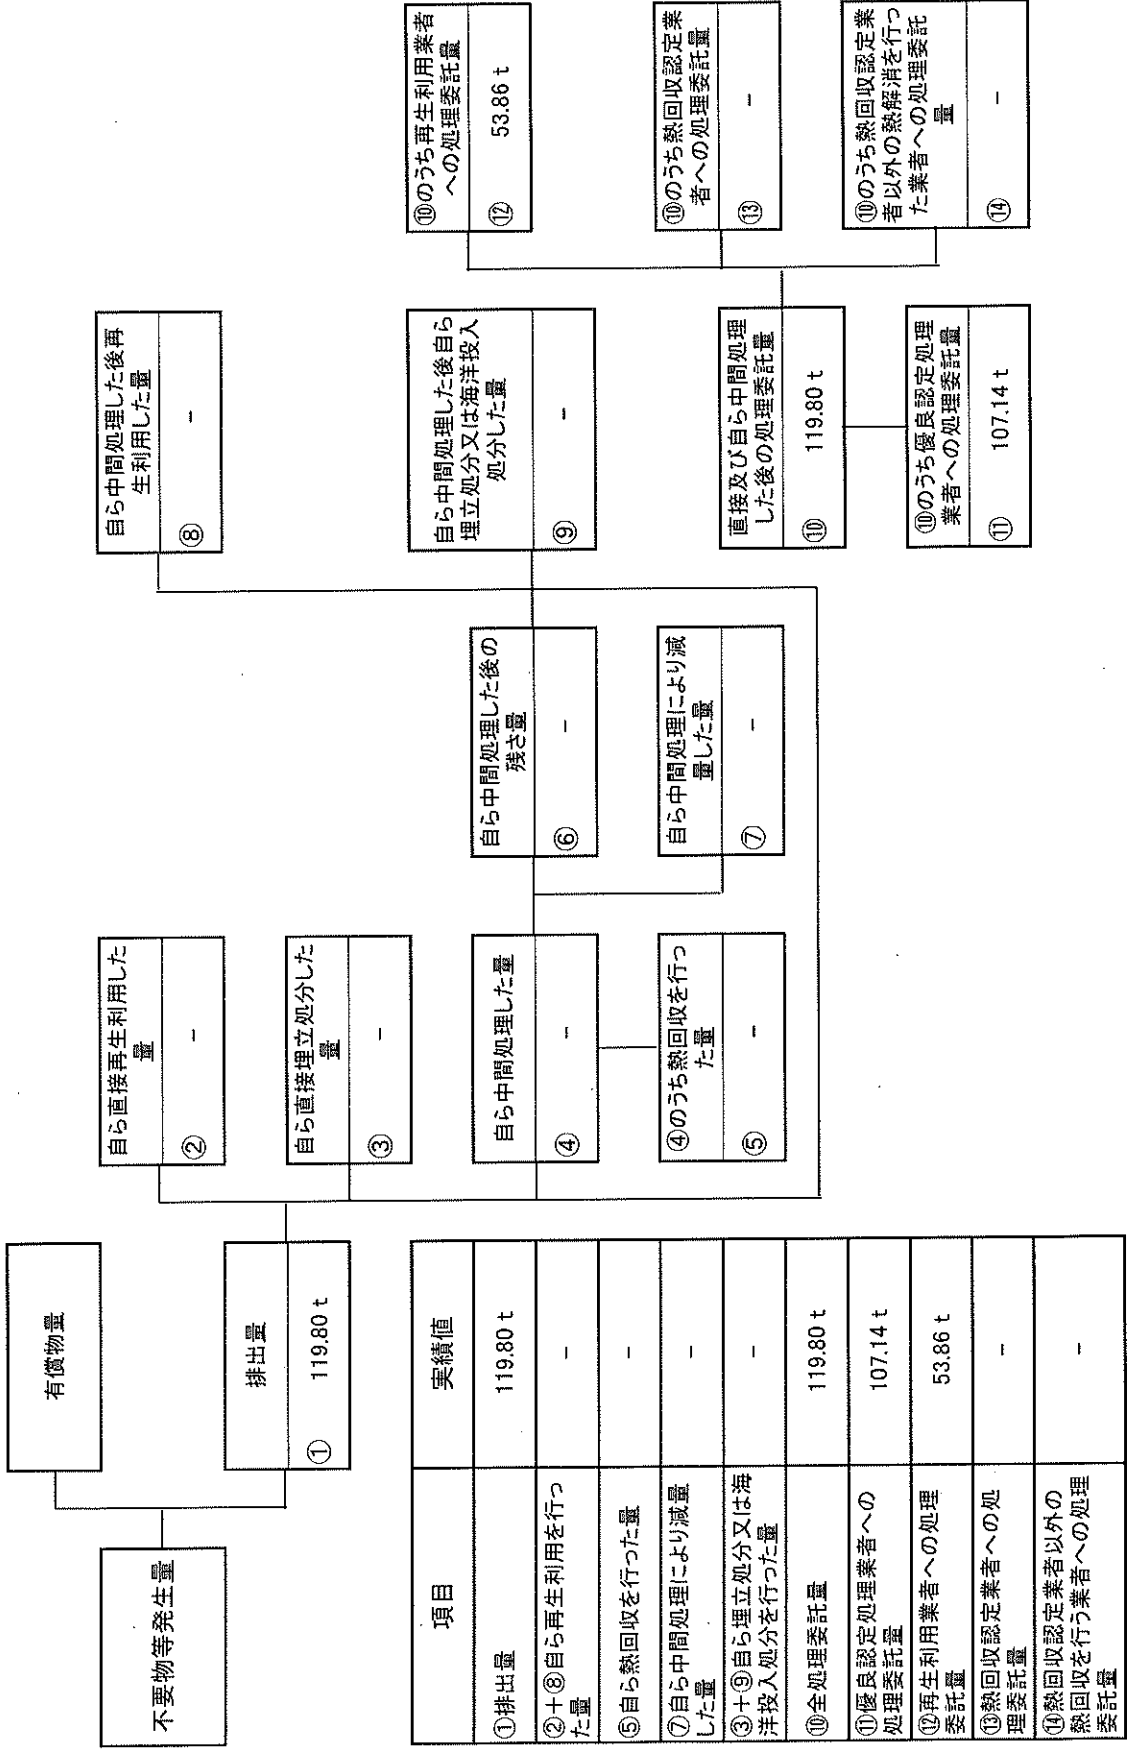 不要物等発生量
有償物量
排出量
① 119.80 t
自ら直接再生利用した
量
② −
自ら直接埋立処分した
量
③ −
自ら中間処理した量
④ −
④のうち熱回収を行っ
た量
⑤ −
自ら中間処理した後の
残さ量
⑥ −
自ら中間処理により減
量した量
⑦ −
自ら中間処理した後再
生利用した量
⑧ −
自ら中間処理した後自ら
埋立処分又は海洋投入
処分した量
⑨ −
直接及び自ら中間処理
した後の処理委託量
⑩ 119.80 t
⑩のうち優良認定処理
業者への処理委託量
⑪ 107.14 t
⑩のうち再生利用業者
への処理委託量
⑫ 53.86 t
⑩のうち熱回収認定業
者への処理委託量
⑬ −
⑩のうち熱回収認定業
者以外の熱解消を行っ
た業者への処理委託
量
⑭ −
項目 実績値
①排出量 119.80 t
②+⑧自ら再生利用を行っ
た量 −
⑤自ら熱回収を行った量 −
⑦自ら中間処理により減量
した量 −
③+⑨自ら埋立処分又は海
洋投入処分を行った量 −
⑩全処理委託量 119.80 t
⑪優良認定処理業者への
処理委託量 107.14 t
⑫再生利用業者への処理
委託量 53.86 t
⑬熱回収認定業者への処
理委託量 −
⑭熱回収認定業者以外の
熱回収を行う業者への処理
委託量 −